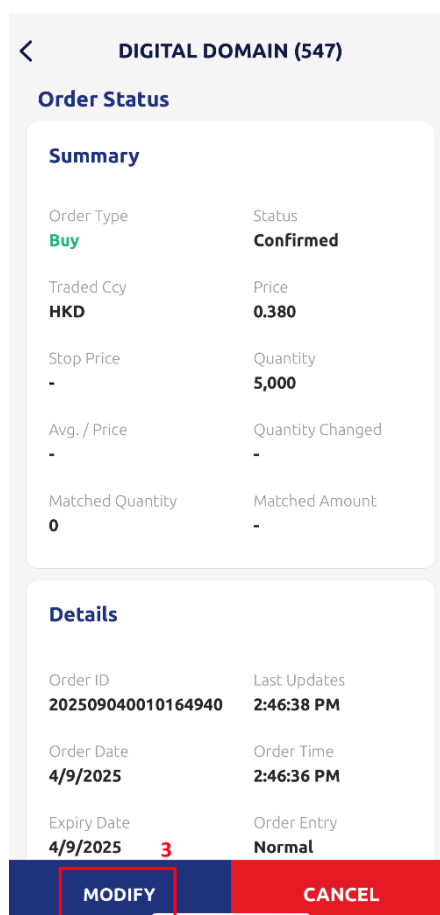 DIGITAL DOMAIN (547)
Order Status
Summary
Order Type Status
Buy Confirmed
Traded Ccy Price
HKD 0.380
Stop Price Quantity
- 5,000
Avg. / Price Quantity Changed
- -
Matched Quantity Matched Amount
0 -
Details
Order ID Last Updates
202509040010164940 2:46:38 PM
Order Date Order Time
4/9/2025 2:46:36 PM
Expiry Date Order Entry
4/9/2025 3 Normal
MODIFY CANCEL